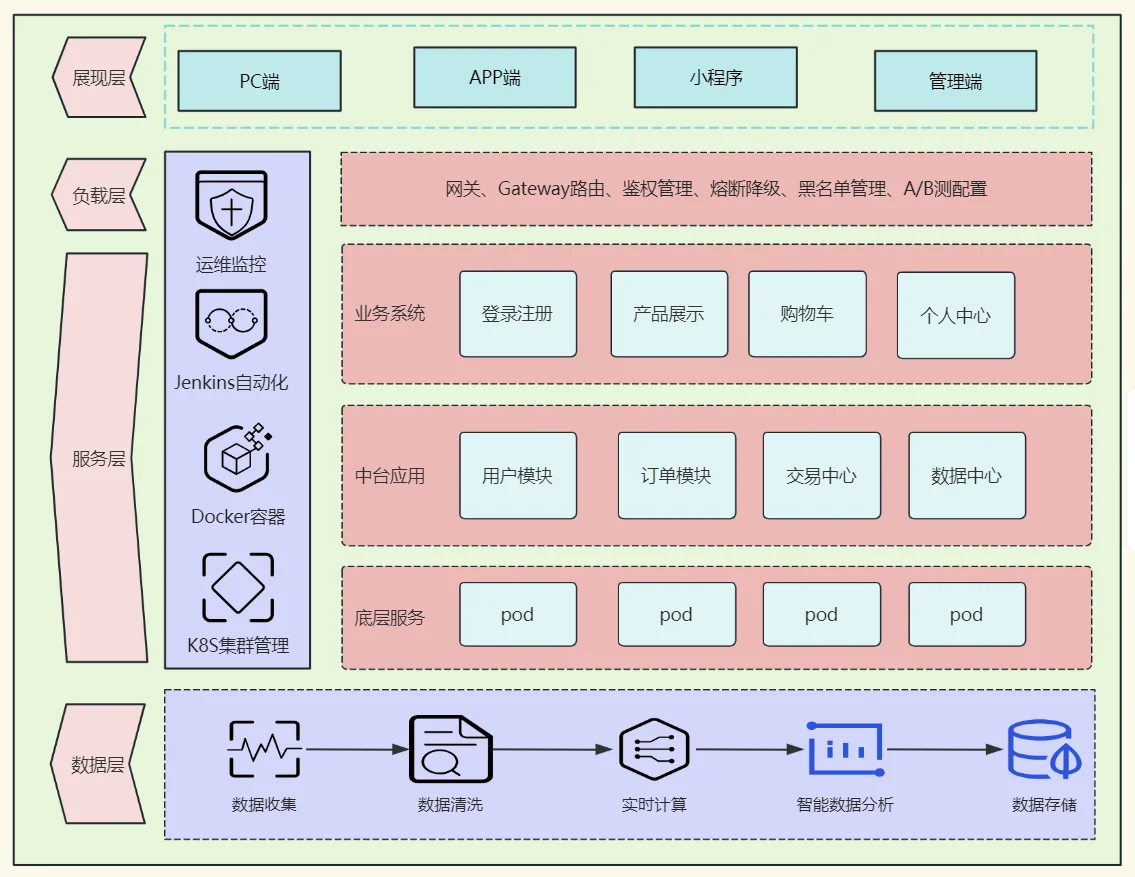 展现层
PC端
APP端
小程序
管理端
负载层
网关、Gateway路由、鉴权管理、熔断降级、黑名单管理、A/B测配置
运维监控
Jenkins自动化
Docker容器
K8S集群管理
服务层
业务系统
登录注册
产品展示
购物车
个人中心
中台应用
用户模块
订单模块
交易中心
数据中心
底层服务
pod
pod
pod
pod
数据层
数据收集
数据清洗
实时计算
智能数据分析
数据存储